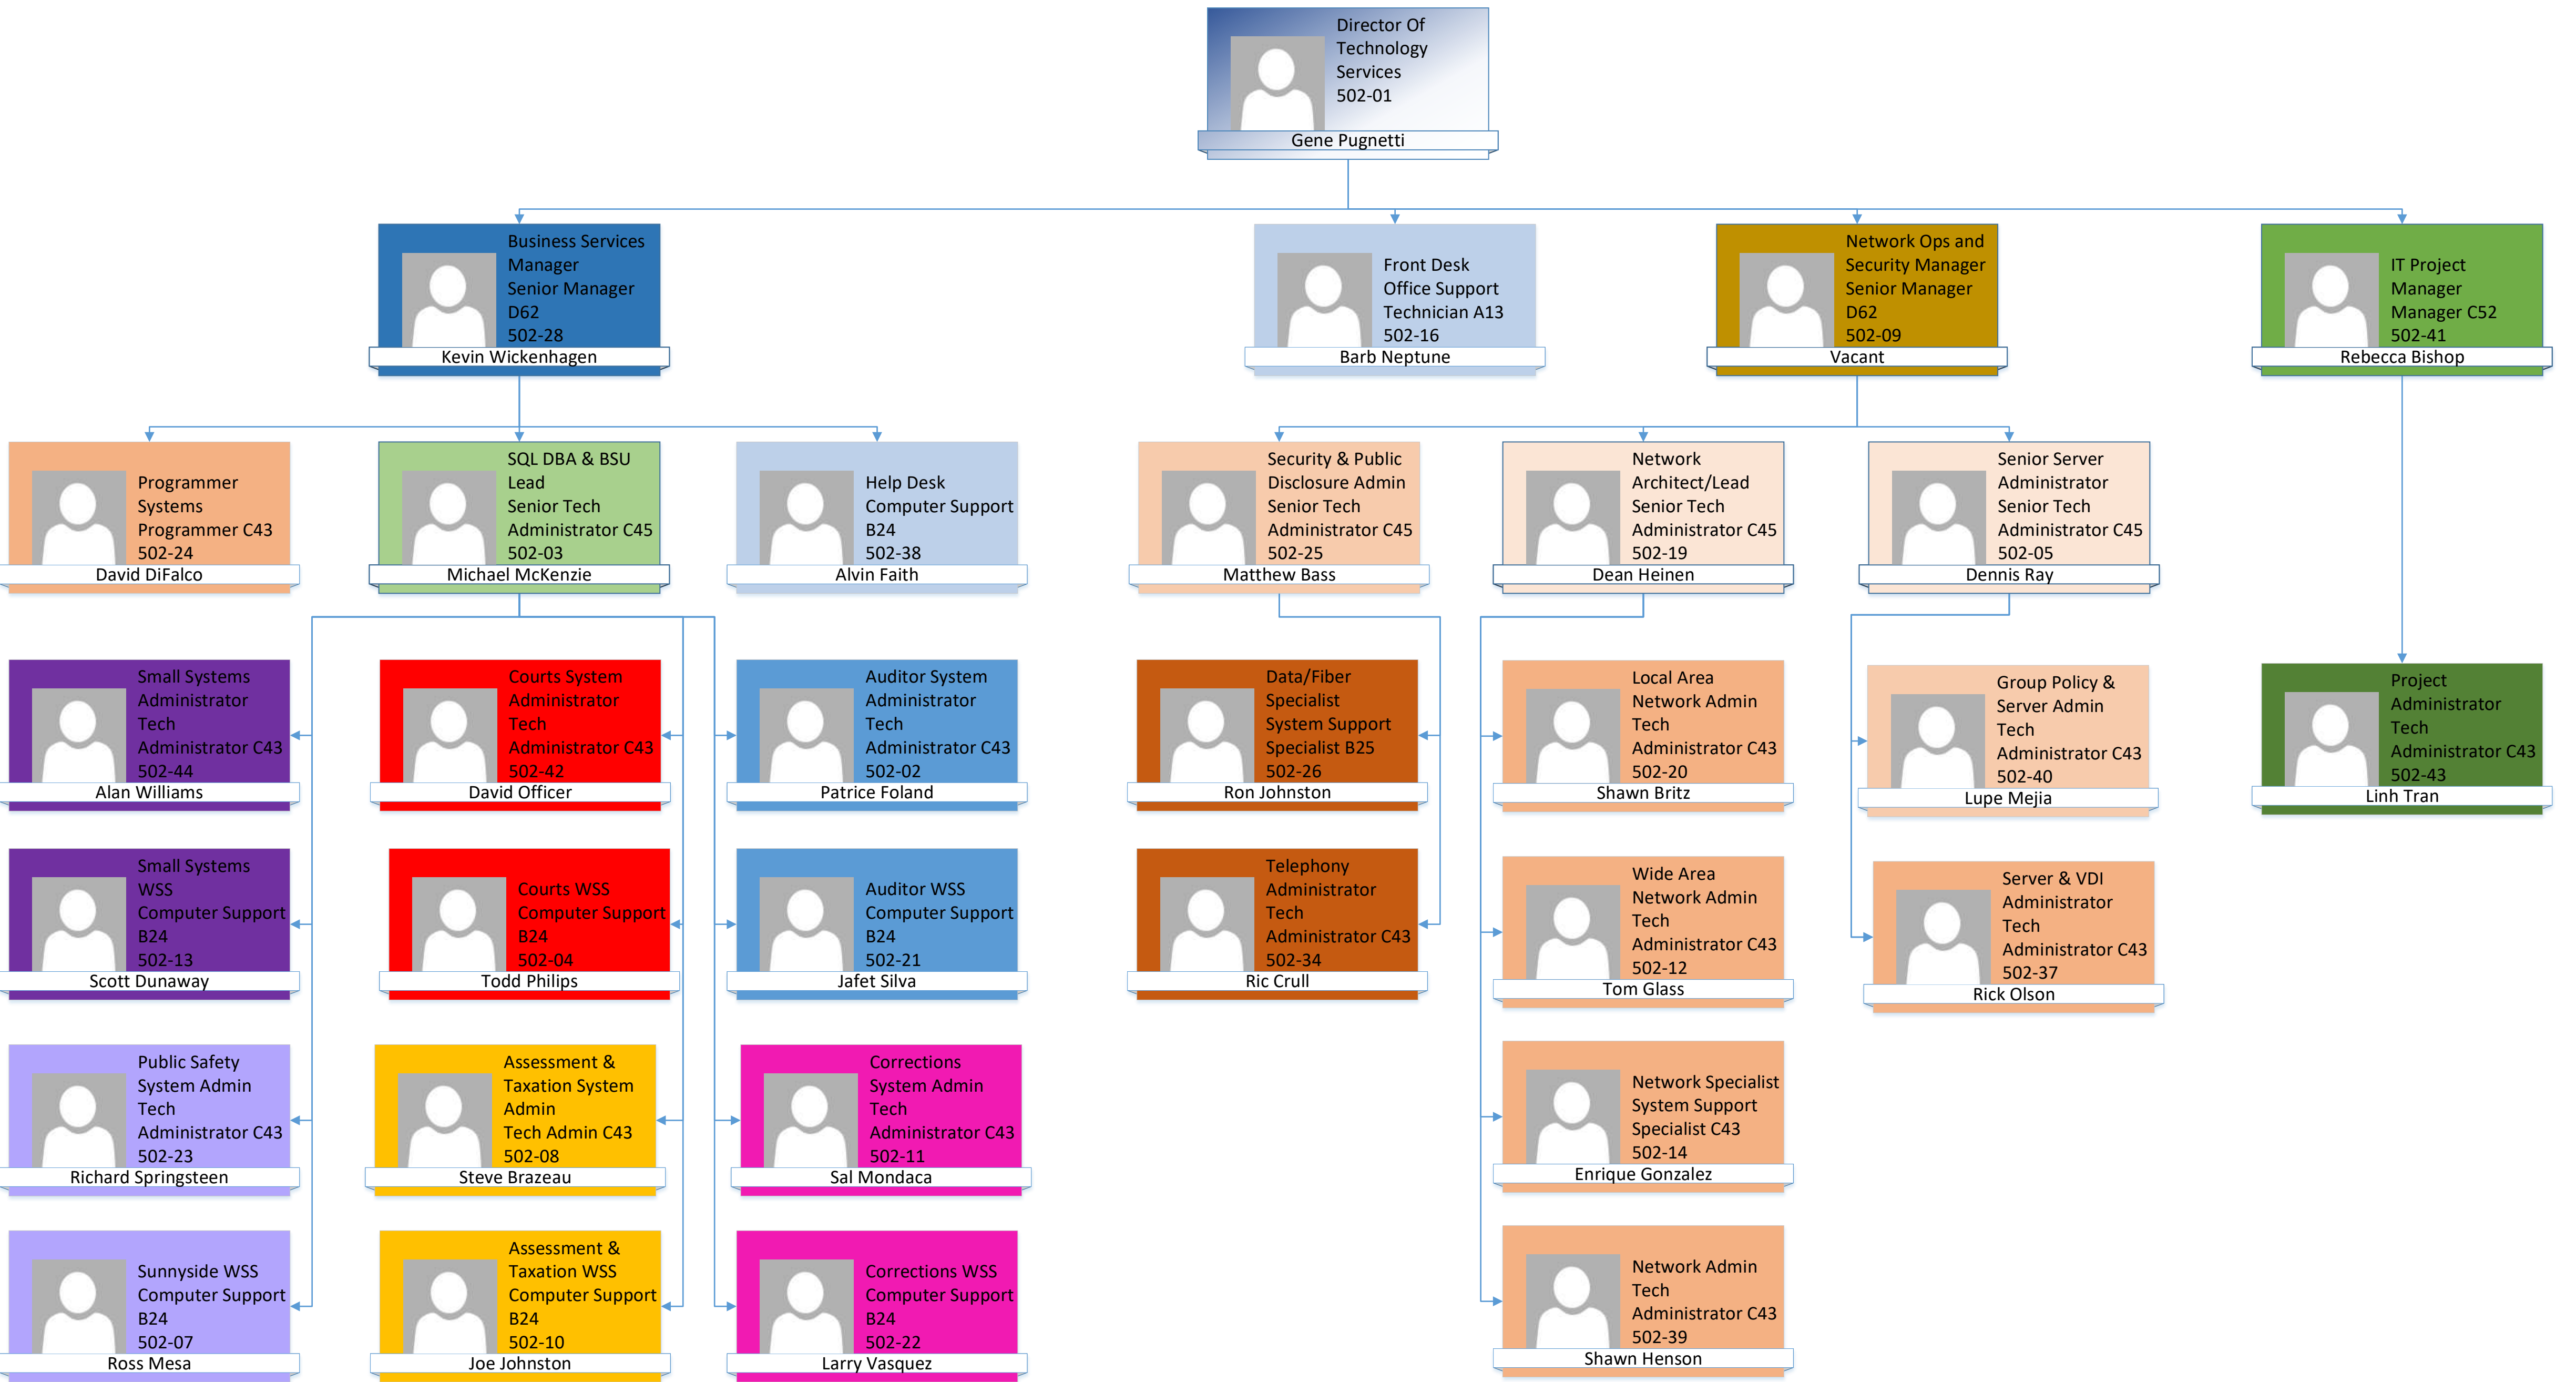 Director Of
Technology
Services
502-01
Gene Pugnetti
Business Services
Manager
Senior Manager
D62
502-28
Kevin Wickenhagen
Front Desk
Office Support
Technician A13
502-16
Barb Neptune
Network Ops and
Security Manager
Senior Manager
D62
502-09
Vacant
IT Project
Manager
Manager C52
502-41
Rebecca Bishop
Programmer
Systems
Programmer C43
502-24
David DiFalco
SQL DBA & BSU
Lead
Senior Tech
Administrator C45
502-03
Michael McKenzie
Help Desk
Computer Support
B24
502-38
Alvin Faith
Security & Public
Disclosure Admin
Senior Tech
Administrator C45
502-25
Matthew Bass
Network
Architect/Lead
Senior Tech
Administrator C45
502-19
Dean Heinen
Senior Server
Administrator
Senior Tech
Administrator C45
502-05
Dennis Ray
Small Systems
Administrator
Tech
Administrator C43
502-44
Alan Williams
Courts System
Administrator
Tech
Administrator C43
502-42
David Officer
Auditor System
Administrator
Tech
Administrator C43
502-02
Patrice Foland
Data/Fiber
Specialist
System Support
Specialist B25
502-26
Ron Johnston
Local Area
Network Admin
Tech
Administrator C43
502-20
Shawn Britz
Group Policy &
Server Admin
Tech
Administrator C43
502-40
Lupe Mejia
Project
Administrator
Tech
Administrator C43
502-43
Linh Tran
Small Systems
WSS
Computer Support
B24
502-13
Scott Dunaway
Courts WSS
Computer Support
B24
502-04
Todd Philips
Auditor WSS
Computer Support
B24
502-21
Jafet Silva
Telephony
Administrator
Tech
Administrator C43
502-34
Ric Crull
Wide Area
Network Admin
Tech
Administrator C43
502-12
Tom Glass
Server & VDI
Administrator
Tech
Administrator C43
502-37
Rick Olson
Public Safety
System Admin
Tech
Administrator C43
502-23
Richard Springsteen
Assessment &
Taxation System
Admin
Tech Admin C43
502-08
Steve Brazeau
Corrections
System Admin
Tech
Administrator C43
502-11
Sal Mondaca
Network Specialist
System Support
Specialist C43
502-14
Enrique Gonzalez
Sunnyside WSS
Computer Support
B24
502-07
Ross Mesa
Assessment &
Taxation WSS
Computer Support
B24
502-10
Joe Johnston
Corrections WSS
Computer Support
B24
502-22
Larry Vasquez
Network Admin
Tech
Administrator C43
502-39
Shawn Henson